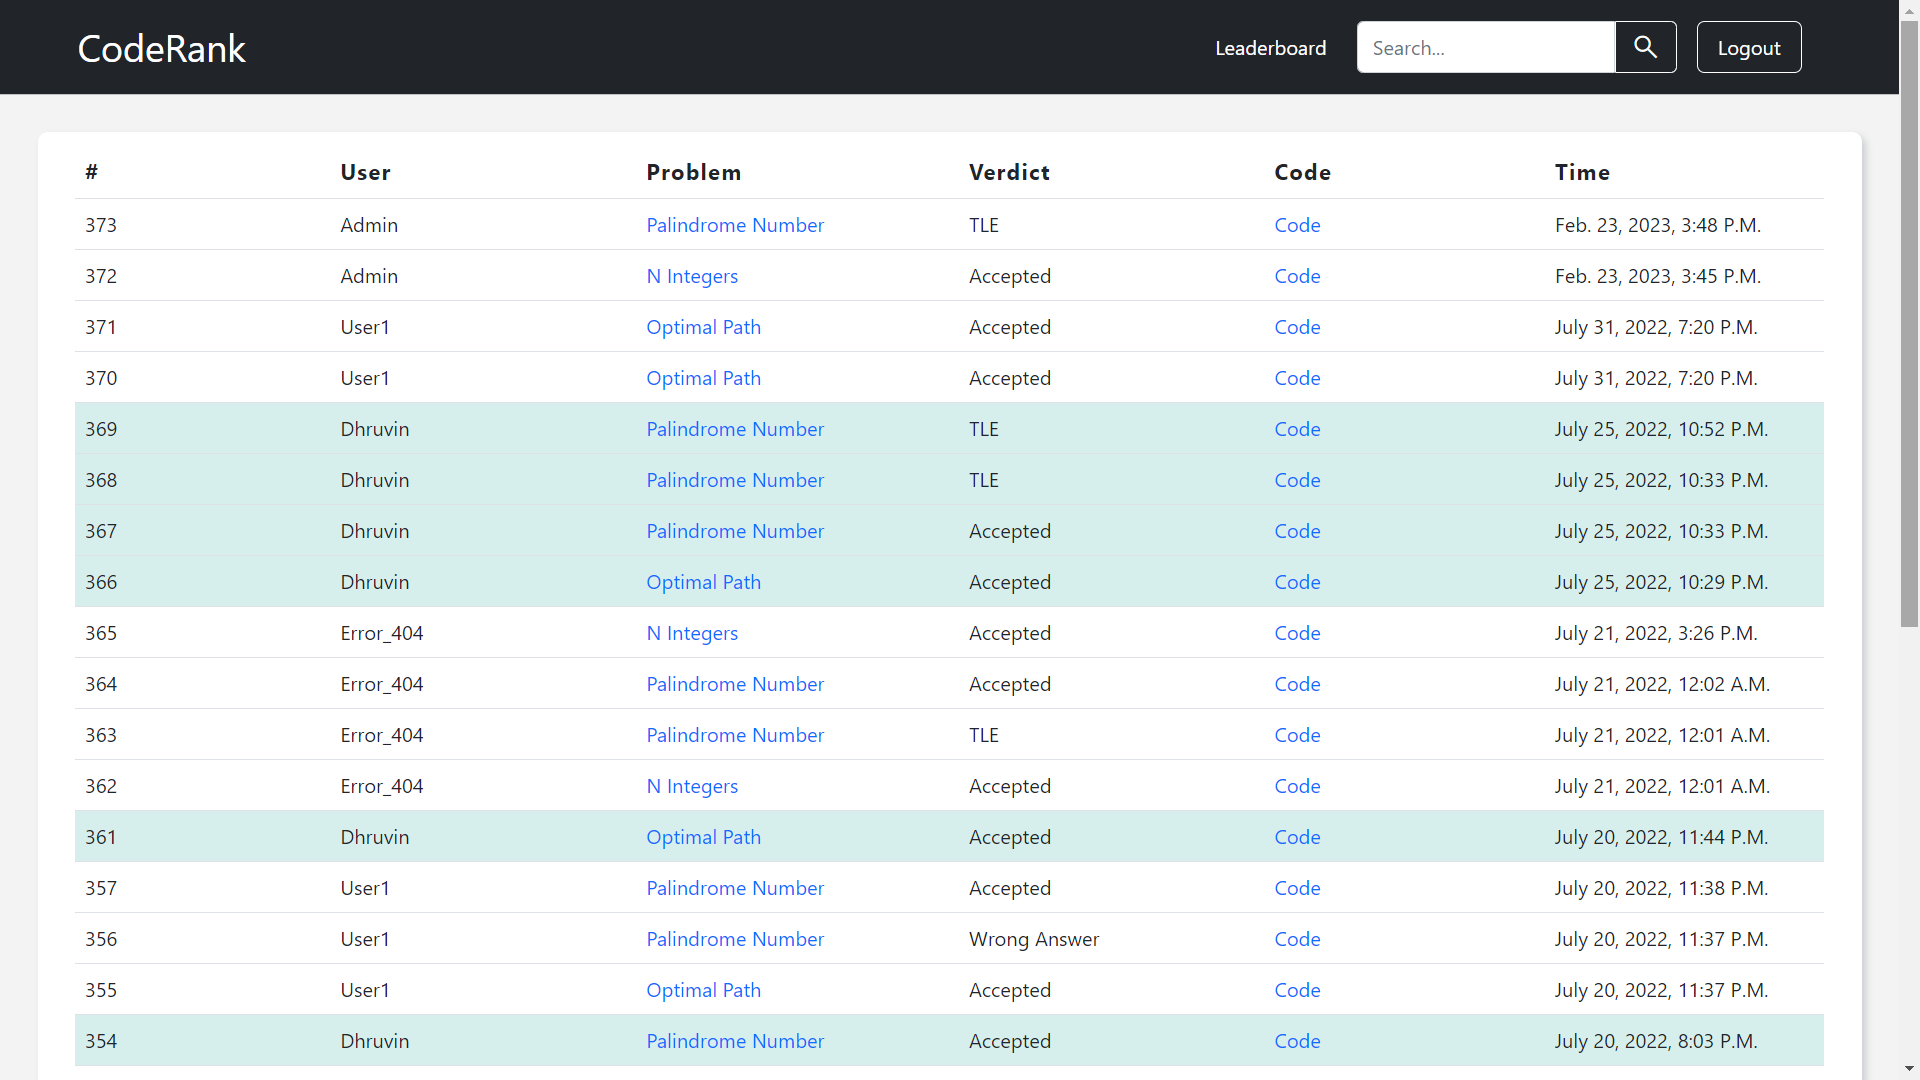 CodeRank Leaderboard Search... Logout
# User Problem Verdict Code Time
373 Admin Palindrome Number TLE Code Feb. 23, 2023, 3:48 P.M.
372 Admin N Integers Accepted Code Feb. 23, 2023, 3:45 P.M.
371 User1 Optimal Path Accepted Code July 31, 2022, 7:20 P.M.
370 User1 Optimal Path Accepted Code July 31, 2022, 7:20 P.M.
369 Dhruvin Palindrome Number TLE Code July 25, 2022, 10:52 P.M.
368 Dhruvin Palindrome Number TLE Code July 25, 2022, 10:33 P.M.
367 Dhruvin Palindrome Number Accepted Code July 25, 2022, 10:33 P.M.
366 Dhruvin Optimal Path Accepted Code July 25, 2022, 10:29 P.M.
365 Error_404 N Integers Accepted Code July 21, 2022, 3:26 P.M.
364 Error_404 Palindrome Number Accepted Code July 21, 2022, 12:02 A.M.
363 Error_404 Palindrome Number TLE Code July 21, 2022, 12:01 A.M.
362 Error_404 N Integers Accepted Code July 21, 2022, 12:01 A.M.
361 Dhruvin Optimal Path Accepted Code July 20, 2022, 11:44 P.M.
357 User1 Palindrome Number Accepted Code July 20, 2022, 11:38 P.M.
356 User1 Palindrome Number Wrong Answer Code July 20, 2022, 11:37 P.M.
355 User1 Optimal Path Accepted Code July 20, 2022, 11:37 P.M.
354 Dhruvin Palindrome Number Accepted Code July 20, 2022, 8:03 P.M.